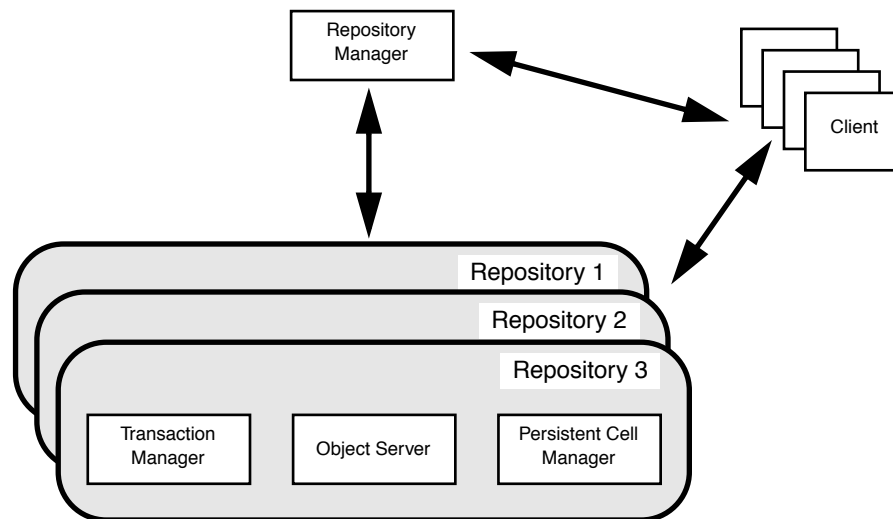 Repository
Manager
Client
Repository 1
Repository 2
Repository 3
Transaction
Manager
Object Server
Persistent Cell
Manager